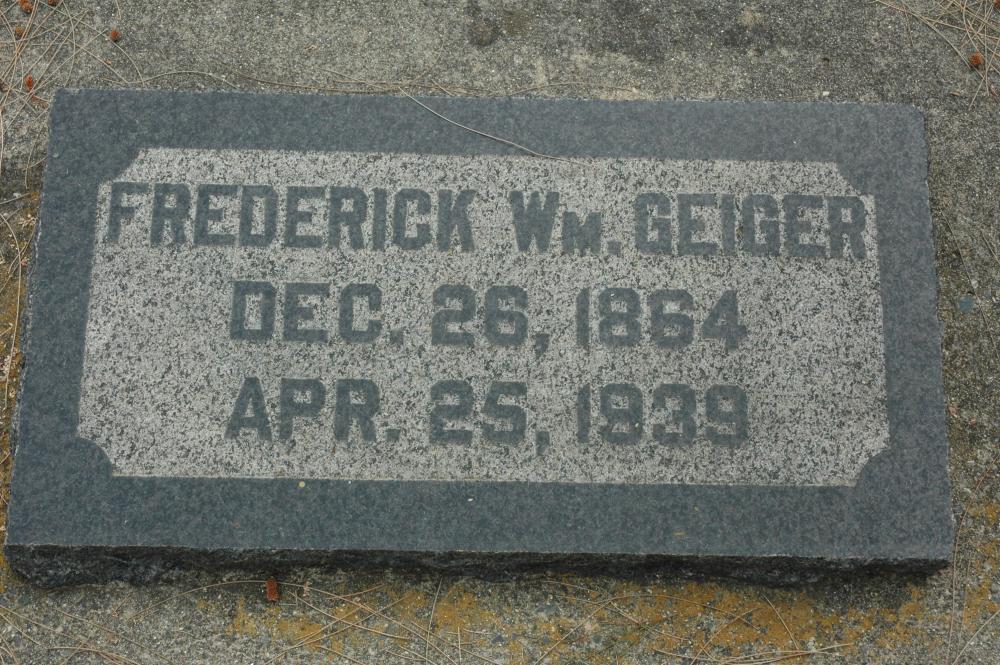 FREDERICK WM. GEIGER
DEC. 26, 1864
APR. 25, 1939